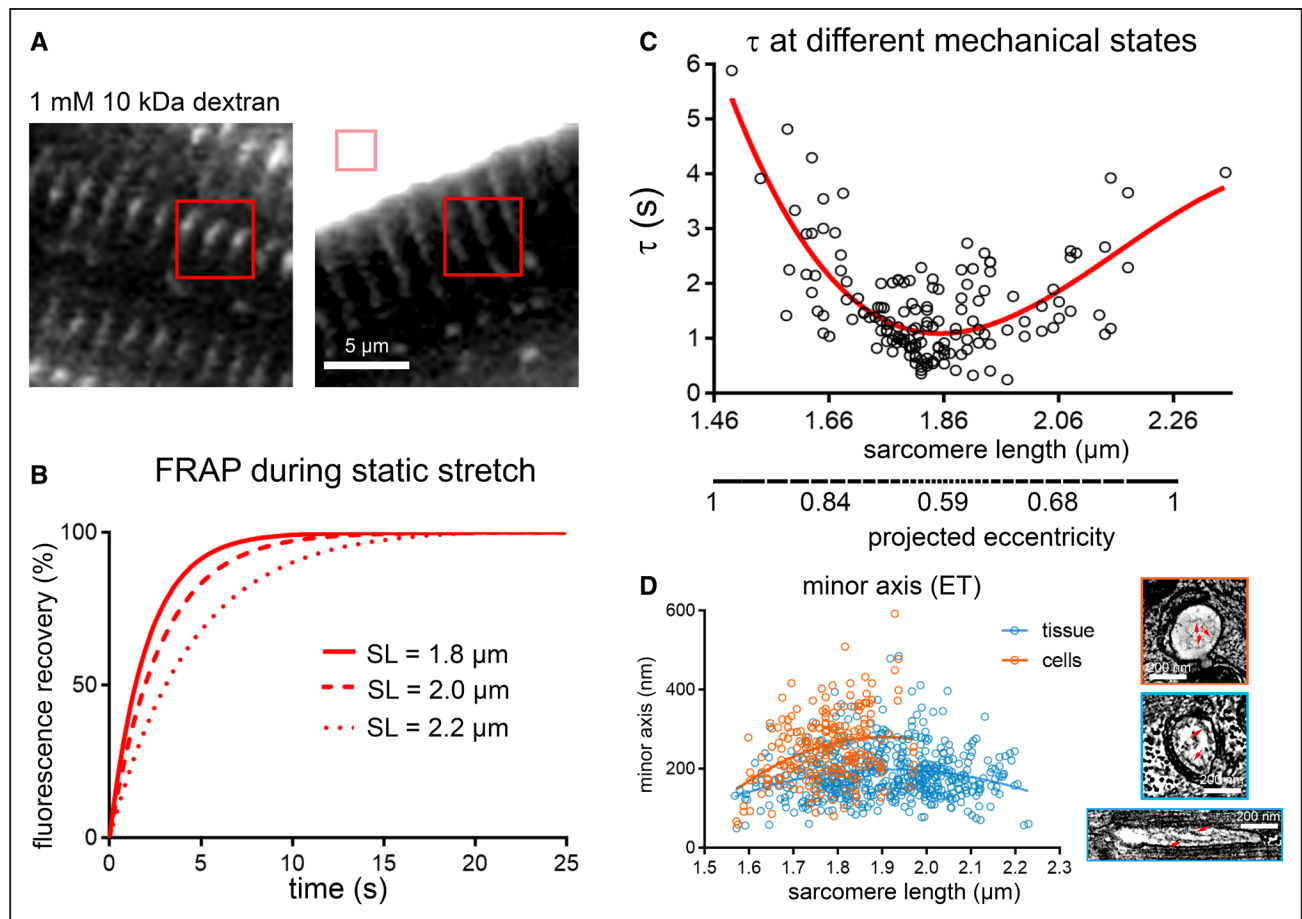 A
1 mM 10 kDa dextran
5 µm
B
FRAP during static stretch
fluorescence recovery (%)
100
50
0
0 5 10 15 20 25
time (s)
SL = 1.8 µm
SL = 2.0 µm
SL = 2.2 µm
C
τ at different mechanical states
τ (s)
6
5
4
3
2
1
0
1.46 1.66 1.86 2.06 2.26
sarcomere length (µm)
1 0.84 0.59 0.68 1
projected eccentricity
D
minor axis (ET)
minor axis (nm)
600
400
200
0
1.5 1.6 1.7 1.8 1.9 2.0 2.1 2.2 2.3
sarcomere length (µm)
tissue
cells
200 nm
200 nm
200 nm